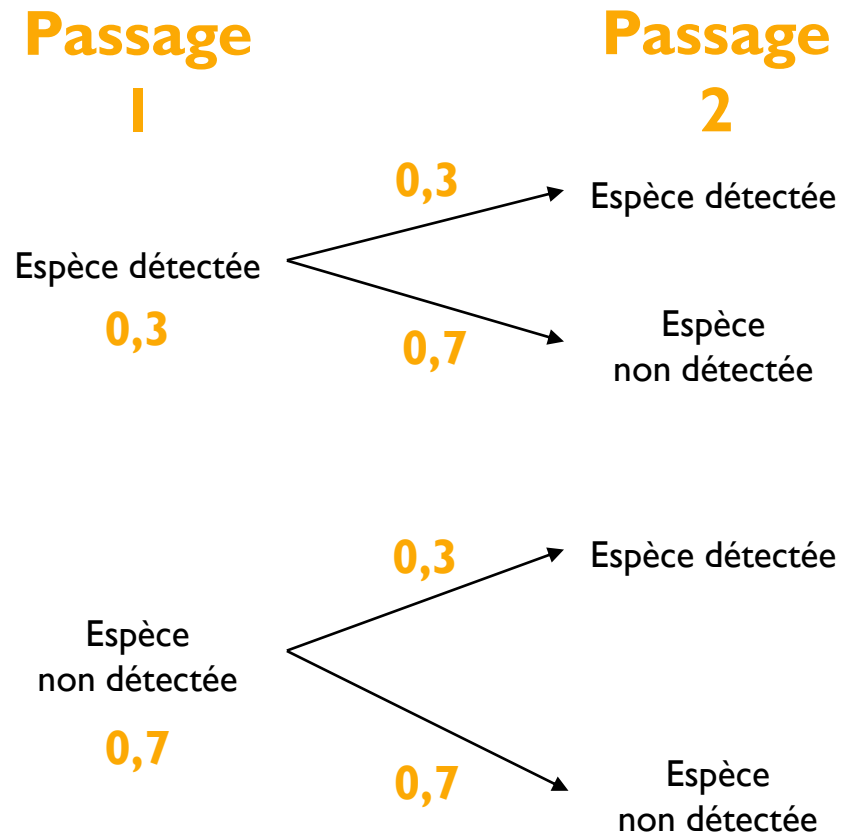 Passage
1
Passage
2
0,3
Espèce détectée
Espèce détectée
0,3
0,7
Espèce
non détectée
0,3
Espèce détectée
Espèce
non détectée
0,7
0,7
Espèce
non détectée